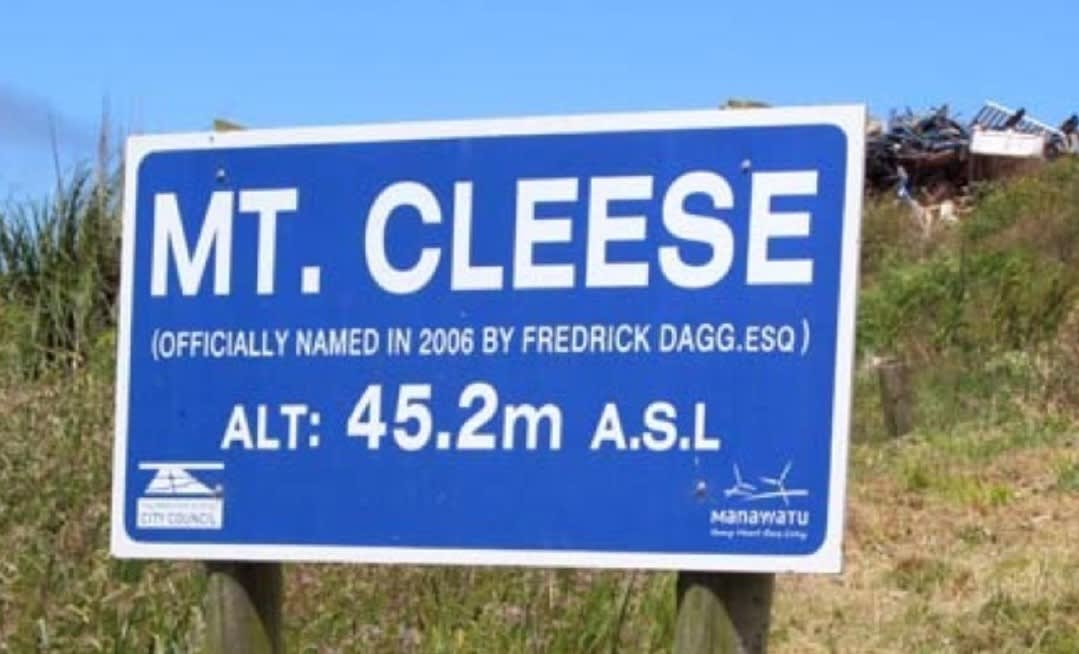 MT. CLEESE
(OFFICIALLY NAMED IN 2006 BY FREDRICK DAGG.ESQ)
ALT: 45.2m A.S.L
CITY COUNCIL
MANAWATU